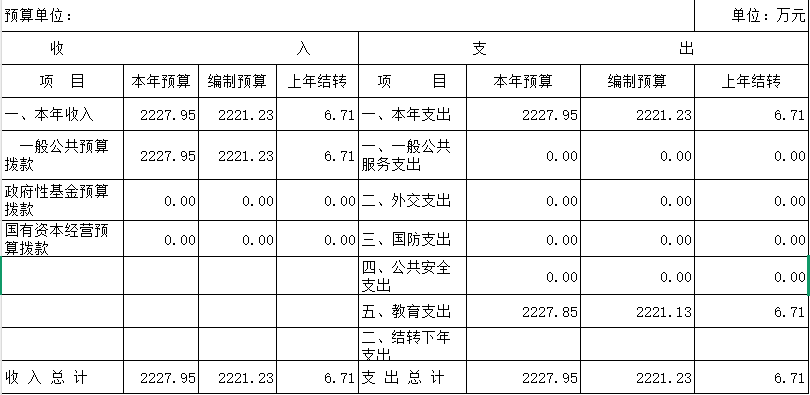 预算单位： 单位：万元
收 入 支 出
项 目 本年预算 编制预算 上年结转 项 目 本年预算 编制预算 上年结转
一、本年收入 2227.95 2221.23 6.71 一、本年支出 2227.95 2221.23 6.71
一般公共预算
拨款 2227.95 2221.23 6.71 一、一般公共
服务支出 0.00 0.00 0.00
政府性基金预算
拨款 0.00 0.00 0.00 二、外交支出 0.00 0.00 0.00
国有资本经营预
算拨款 0.00 0.00 0.00 三、国防支出 0.00 0.00 0.00
四、公共安全
支出 0.00 0.00 0.00
五、教育支出 2227.85 2221.13 6.71
二、结转下年
支出
收 入 总 计 2227.95 2221.23 6.71 支 出 总 计 2227.95 2221.23 6.71